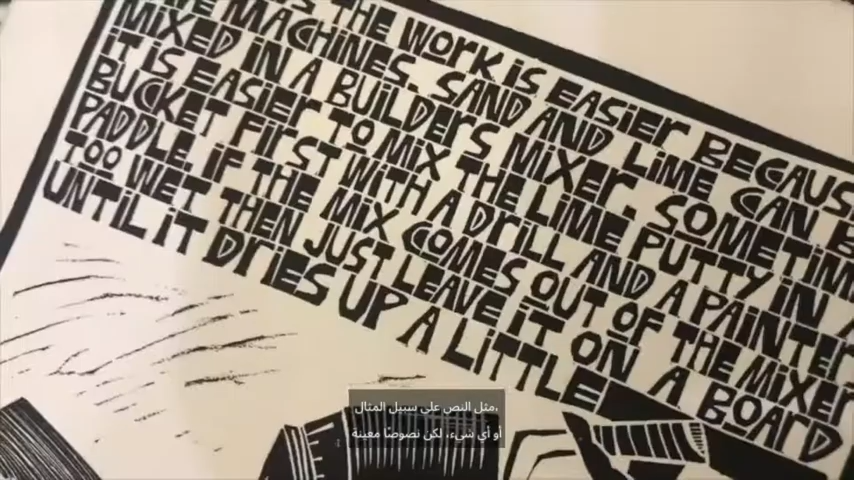 THE WORK IS EASIER BECAUSE
MACHINES. SAND AND LIME CAN B
MIXED IN A BUILDERS MIXER. SOMETIM
IT IS EASIER TO MIX THE LIME PUTTY IN A
BUCKET FIRST WITH A DRILL AND A PAINTER
PADDLE. IF THE MIX COMES OUT OF THE MIXER
TOO WET THEN JUST LEAVE IT ON A BOARD
UNTIL IT DRIES UP A LITTLE
مثل النص على سبيل المثال,
أو أي شيء، لكن نصوصًا معينة